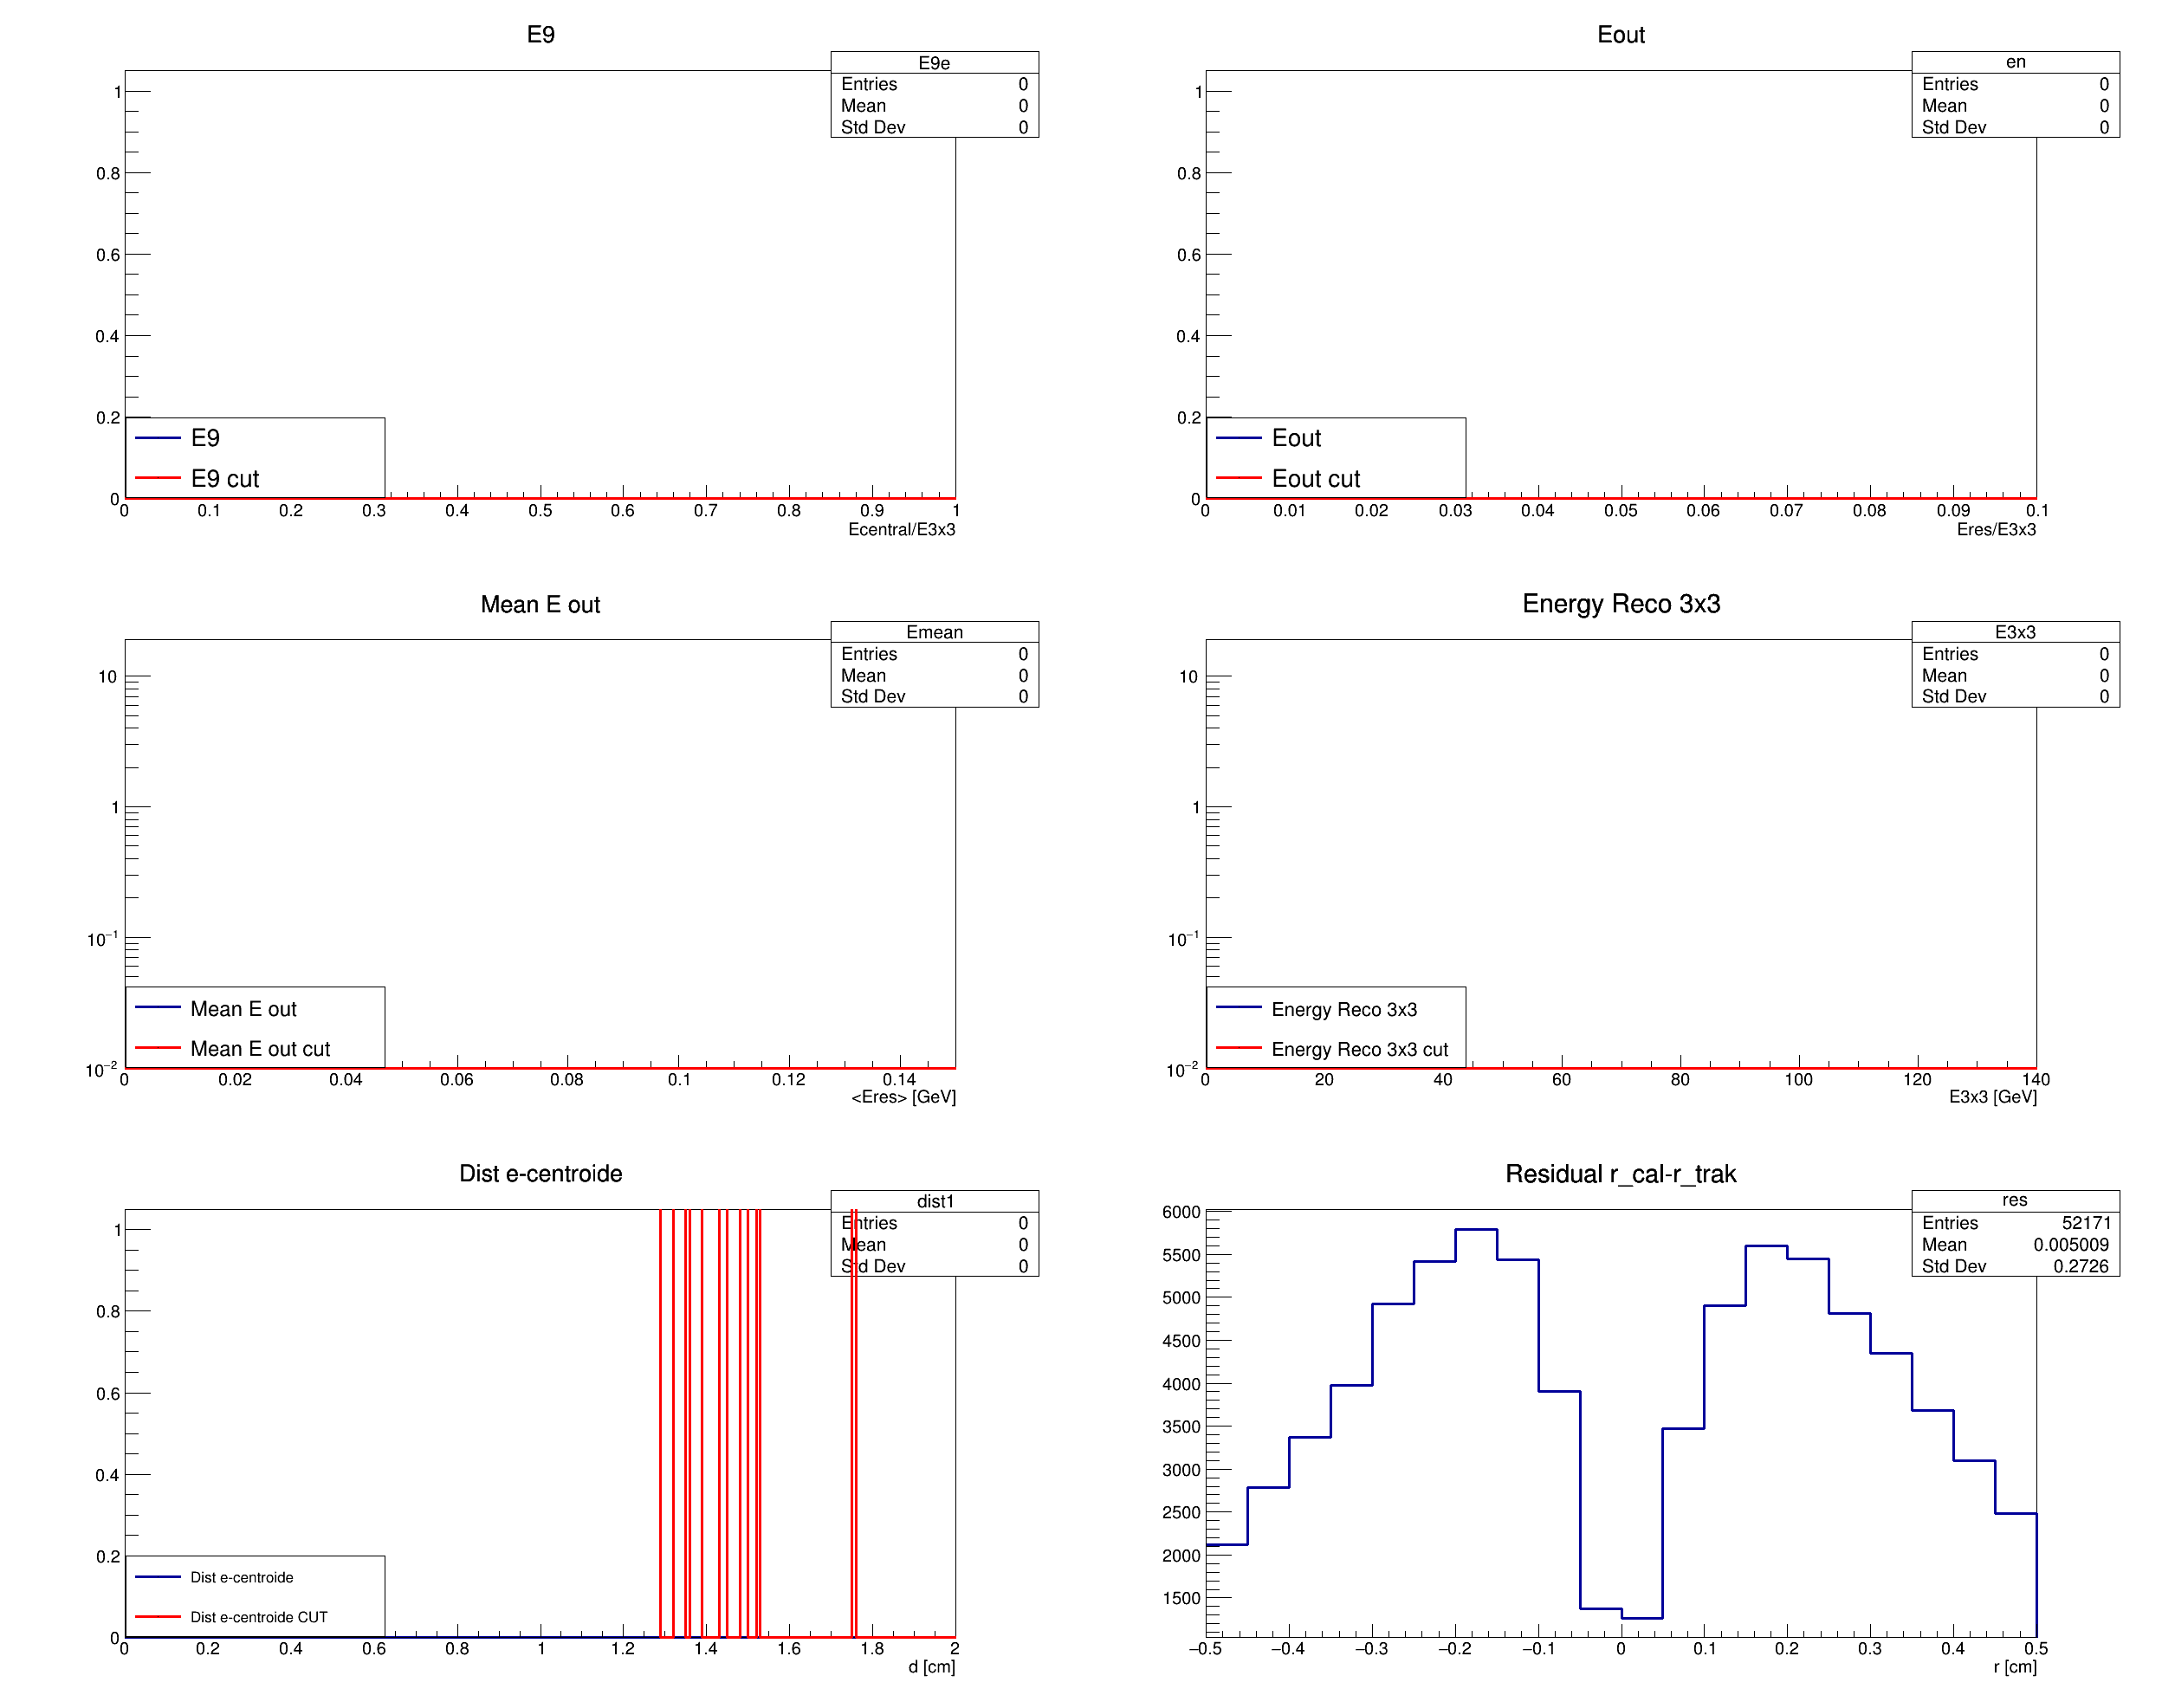 E9
E9e
Entries 0
Mean 0
Std Dev 0
1
0.8
0.6
0.4
0.2
0
E9
E9 cut
0 0.1 0.2 0.3 0.4 0.5 0.6 0.7 0.8 0.9 1
Ecentral/E3x3
Eout
en
Entries 0
Mean 0
Std Dev 0
1
0.8
0.6
0.4
0.2
0
Eout
Eout cut
0 0.01 0.02 0.03 0.04 0.05 0.06 0.07 0.08 0.09 0.1
Eres/E3x3
Mean E out
Emean
Entries 0
Mean 0
Std Dev 0
10
1
10⁻¹
10⁻²
Mean E out
Mean E out cut
0 0.02 0.04 0.06 0.08 0.1 0.12 0.14
<Eres> [GeV]
Energy Reco 3x3
E3x3
Entries 0
Mean 0
Std Dev 0
10
1
10⁻¹
10⁻²
Energy Reco 3x3
Energy Reco 3x3 cut
0 20 40 60 80 100 120 140
E3x3 [GeV]
Dist e-centroide
dist1
Entries 0
Mean 0
Std Dev 0
1
0.8
0.6
0.4
0.2
0
Dist e-centroide
Dist e-centroide CUT
0 0.2 0.4 0.6 0.8 1 1.2 1.4 1.6 1.8 2
d [cm]
Residual r_cal-r_trak
res
Entries 52171
Mean 0.005009
Std Dev 0.2726
6000
5500
5000
4500
4000
3500
3000
2500
2000
1500
−0.5 −0.4 −0.3 −0.2 −0.1 0 0.1 0.2 0.3 0.4 0.5
r [cm]